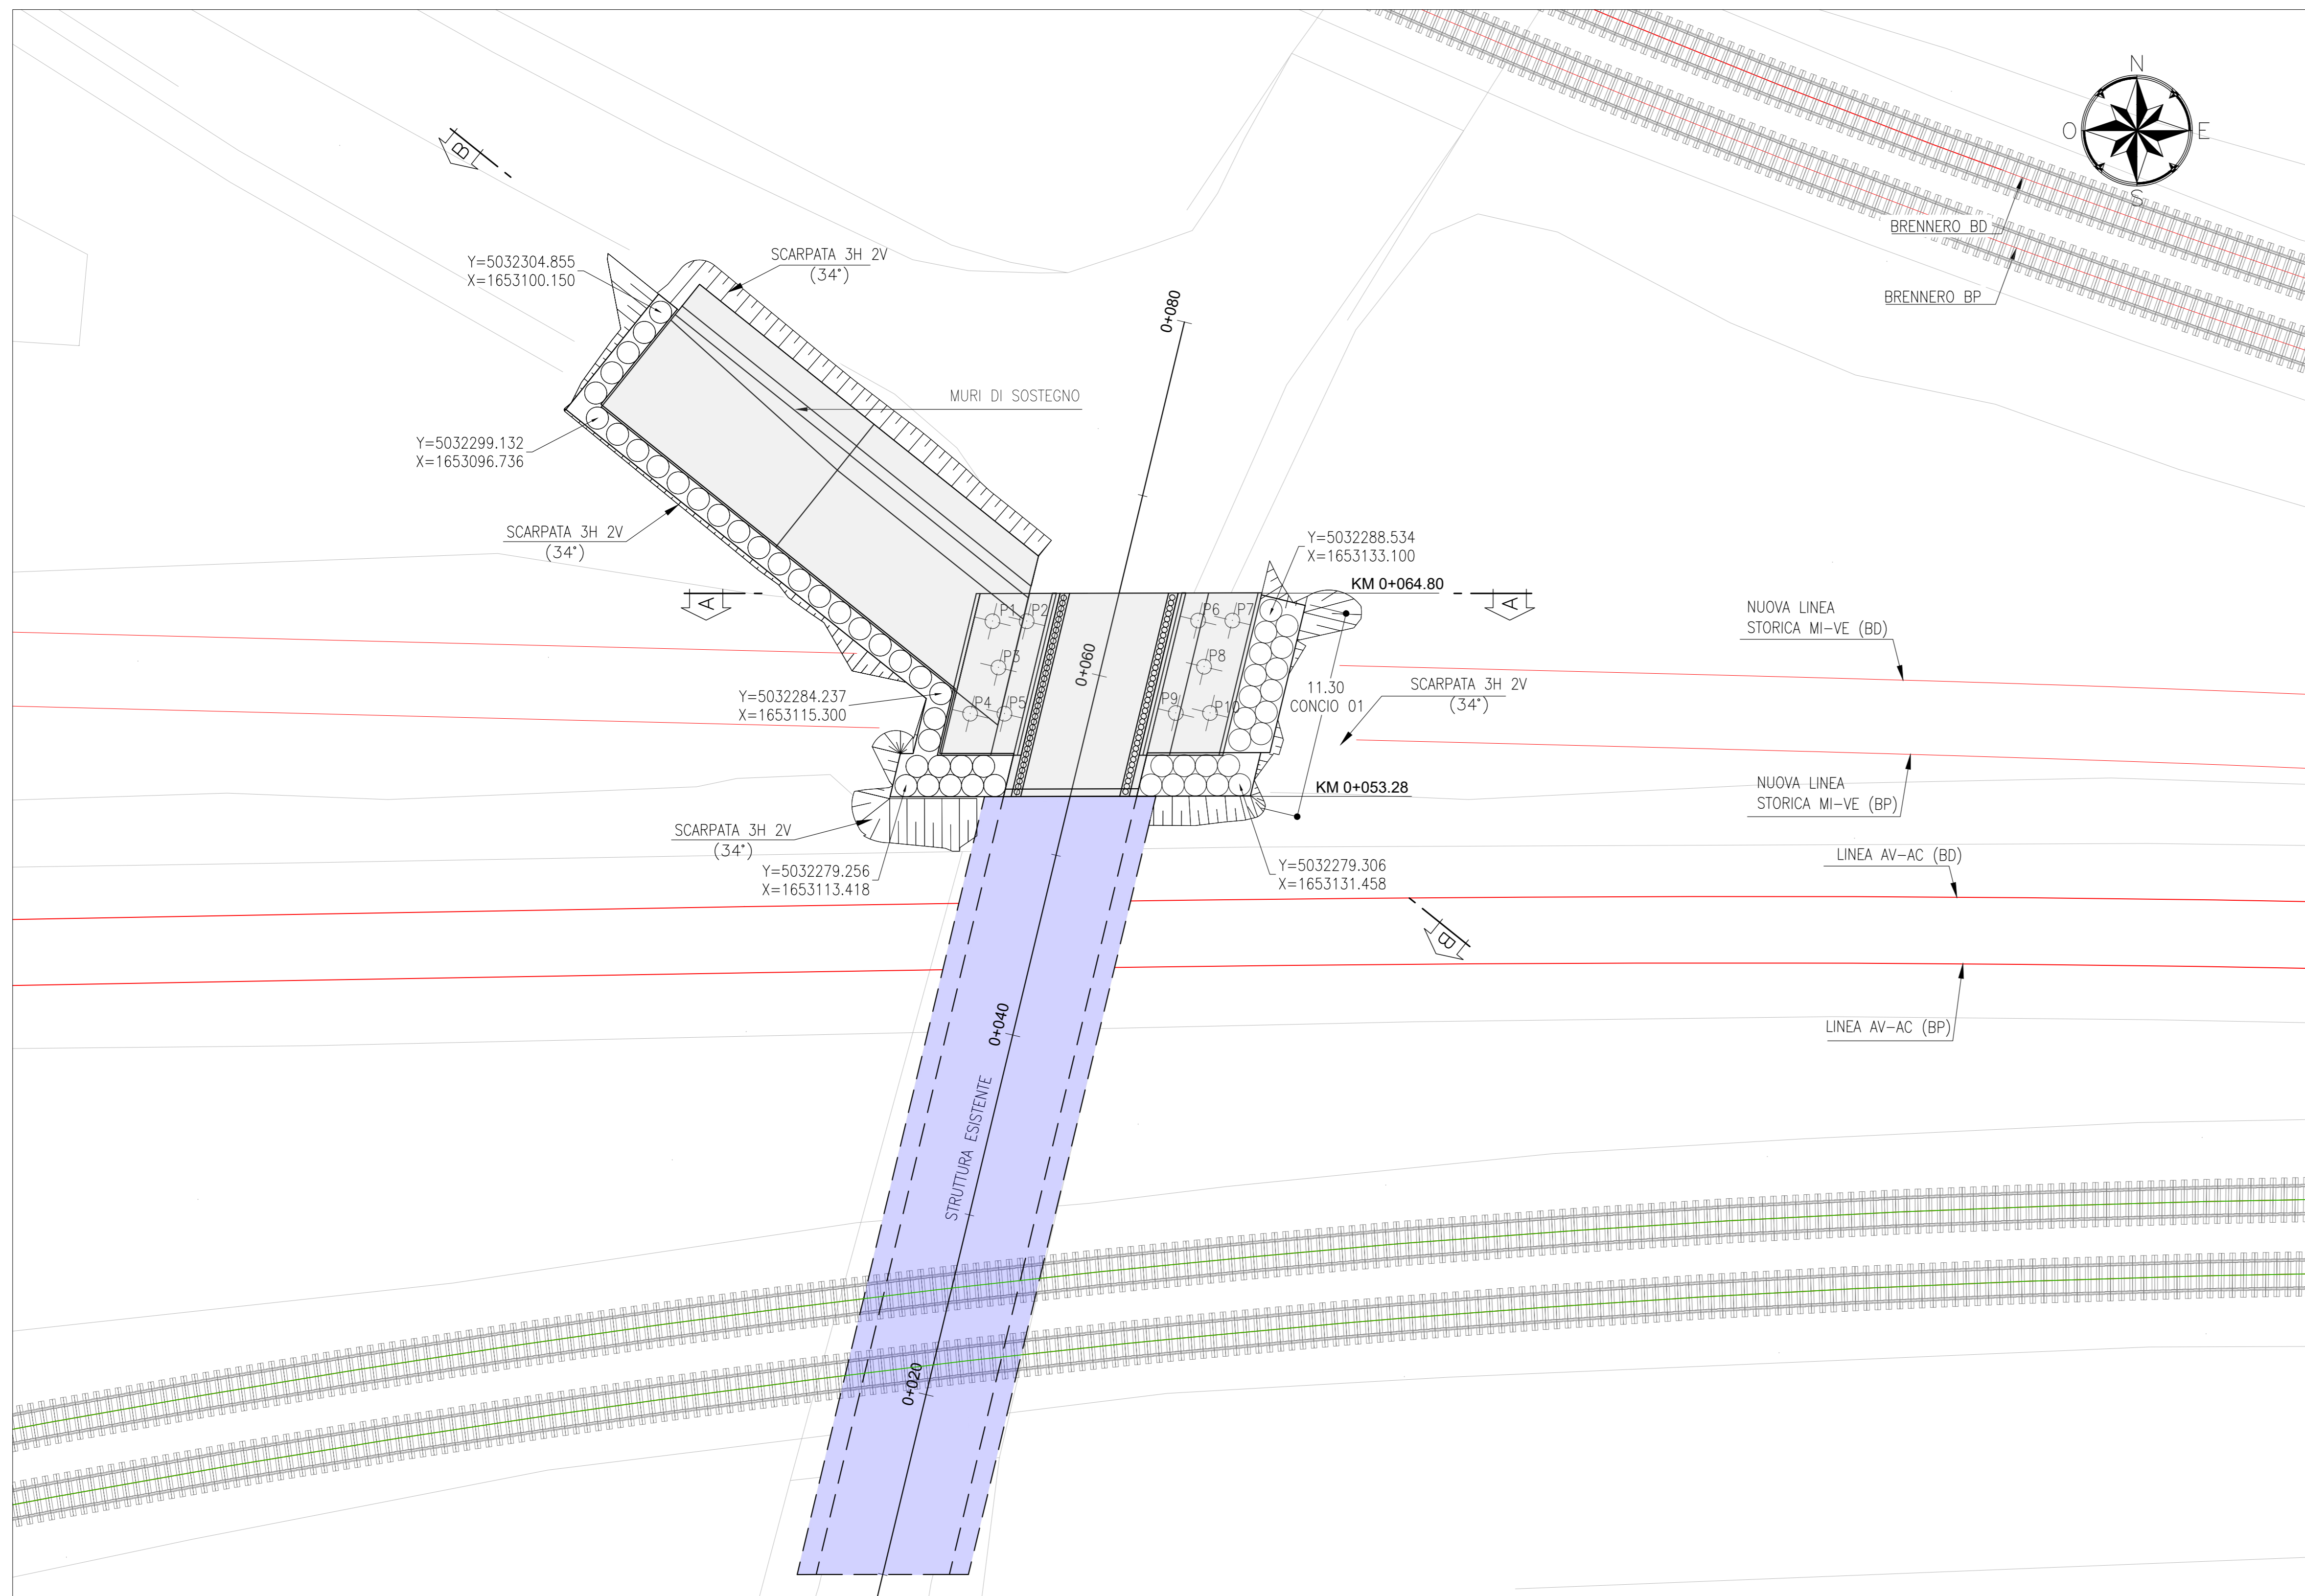 N
O
E
S
BRENNERO BD
BRENNERO BP
B
Y=5032304.855
X=1653100.150
SCARPATA 3H 2V
(34°)
0+080
MURI DI SOSTEGNO
Y=5032299.132
X=1653096.736
SCARPATA 3H 2V
(34°)
Y=5032288.534
X=1653133.100
KM 0+064.80
A
A
P1
P2
P6
P7
NUOVA LINEA
STORICA MI-VE (BD)
P3
0+060
P8
Y=5032284.237
X=1653115.300
P4
P5
P9
P10
11.30
CONCIO 01
SCARPATA 3H 2V
(34°)
KM 0+053.28
NUOVA LINEA
STORICA MI-VE (BP)
SCARPATA 3H 2V
(34°)
Y=5032279.256
X=1653113.418
Y=5032279.306
X=1653131.458
LINEA AV-AC (BD)
B
0+040
LINEA AV-AC (BP)
STRUTTURA ESISTENTE
0+020